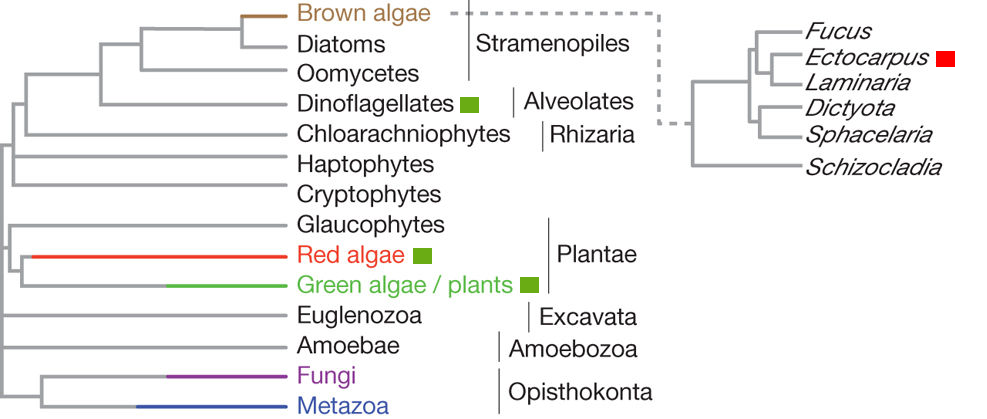 Brown algae
Diatoms
Oomycetes
Stramenopiles
Dinoflagellates
Alveolates
Chloarachniophytes
Rhizaria
Haptophytes
Cryptophytes
Glaucophytes
Red algae
Green algae / plants
Plantae
Euglenozoa
Excavata
Amoebae
Amoebozoa
Fungi
Metazoa
Opisthokonta
Fucus
Ectocarpus
Laminaria
Dictyota
Sphacelaria
Schizocladia